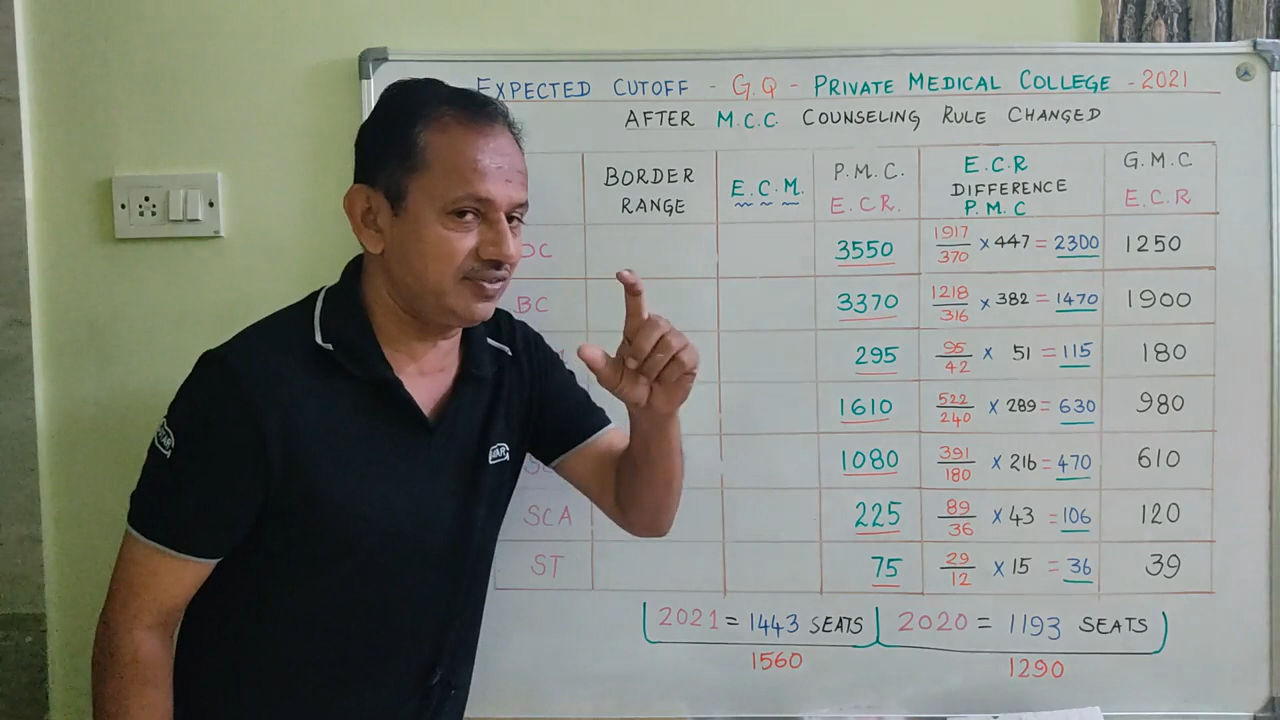 EXPECTED CUTOFF - G.Q - PRIVATE MEDICAL COLLEGE - 2021
AFTER M.C.C COUNSELING RULE CHANGED
BORDER RANGE E.C.M. P.M.C. E.C.R. E.C.R DIFFERENCE P.M.C G.M.C E.C.R
OC 3550 1917/370 × 447 = 2300 1250
BC 3370 1218/316 × 382 = 1470 1900
295 95/42 × 51 = 115 180
1610 522/240 × 289 = 630 980
1080 391/180 × 216 = 470 610
SCA 225 89/36 × 43 = 106 120
ST 75 29/12 × 15 = 36 39
2021 = 1443 SEATS 2020 = 1193 SEATS
1560 1290